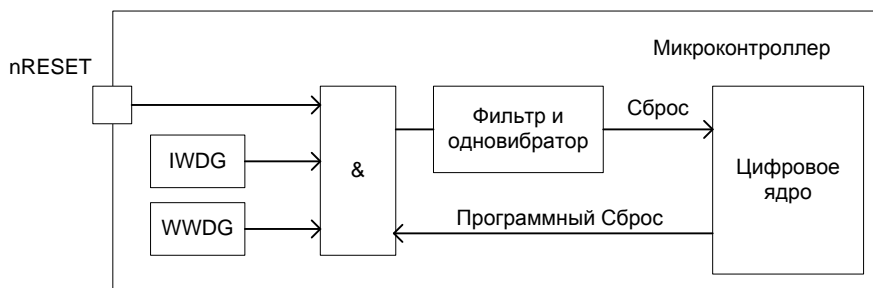 Микроконтроллер
nRESET
Фильтр и
одновибратор
Сброс
IWDG
&
Цифровое
ядро
WWDG
Программный Сброс